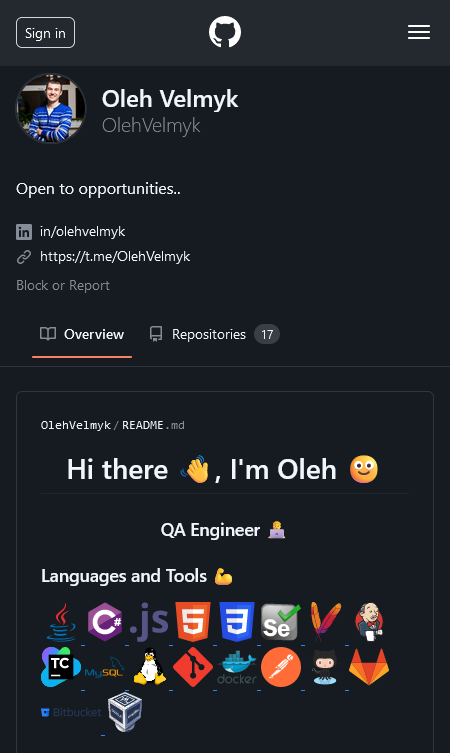 Sign in
Oleh Velmyk
OlehVelmyk
Open to opportunities..
in/olehvelmyk
https://t.me/OlehVelmyk
Block or Report
Overview Repositories 17
OlehVelmyk/README.md
Hi there 👋, I'm Oleh 🙂
QA Engineer 👩‍💻
Languages and Tools 💪
C# .js 5 3 Se
TC MySQL docker
Bitbucket